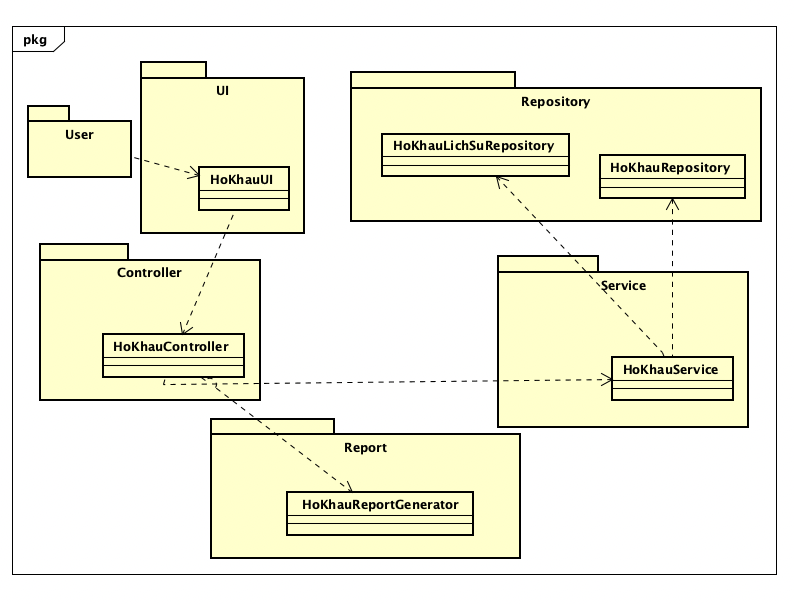 pkg
UI
Repository
User
HoKhauLichSuRepository
HoKhauRepository
HoKhauUI
Controller
Service
HoKhauController
HoKhauService
Report
HoKhauReportGenerator